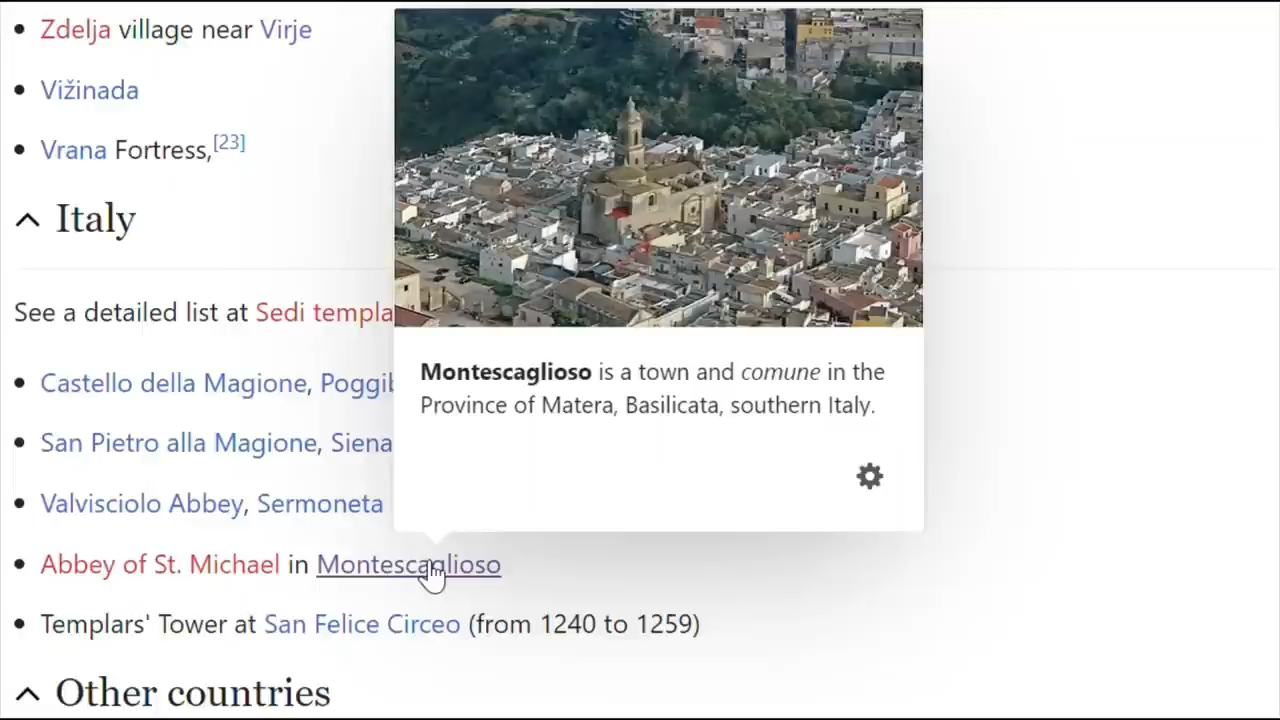 Zdelja village near Virje
Vižinada
Vrana Fortress,[23]
Italy
See a detailed list at Sedi templa
Castello della Magione, Poggib
San Pietro alla Magione, Siena
Valvisciolo Abbey, Sermoneta
Montescaglioso is a town and comune in the
Province of Matera, Basilicata, southern Italy.
Abbey of St. Michael in Montescaglioso
Templars' Tower at San Felice Circeo (from 1240 to 1259)
Other countries